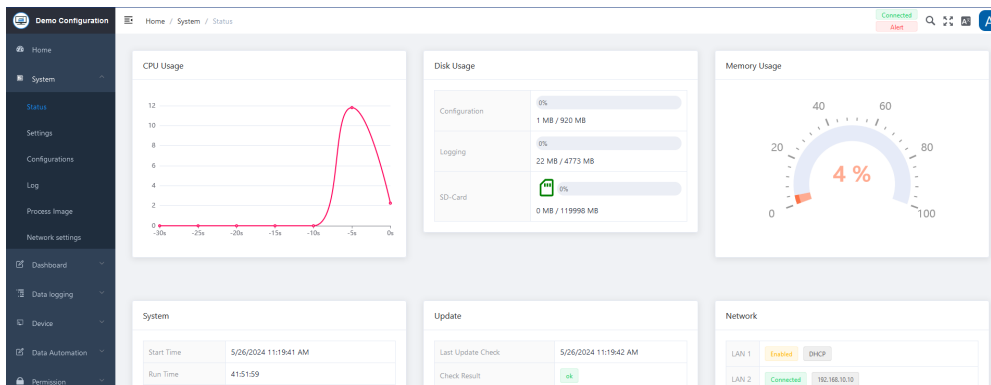 Demo Configuration
Home / System / Status
Connected
Alert
Home
System
Status
Settings
Configurations
Log
Process Image
Network settings
Dashboard
Data logging
Device
Data Automation
Permission
CPU Usage
12
10
8
6
4
2
0
-30s -25s -20s -15s -10s -5s 0s
Disk Usage
Configuration
0%
1 MB / 920 MB
Logging
0%
22 MB / 4773 MB
SD-Card
0%
0 MB / 119998 MB
Memory Usage
0 20 40 60 80 100
4 %
System
Start Time 5/26/2024 11:19:41 AM
Run Time 41:51:59
Update
Last Update Check 5/26/2024 11:19:42 AM
Check Result ok
Network
LAN 1 Enabled DHCP
LAN 2 Connected 192.168.10.10